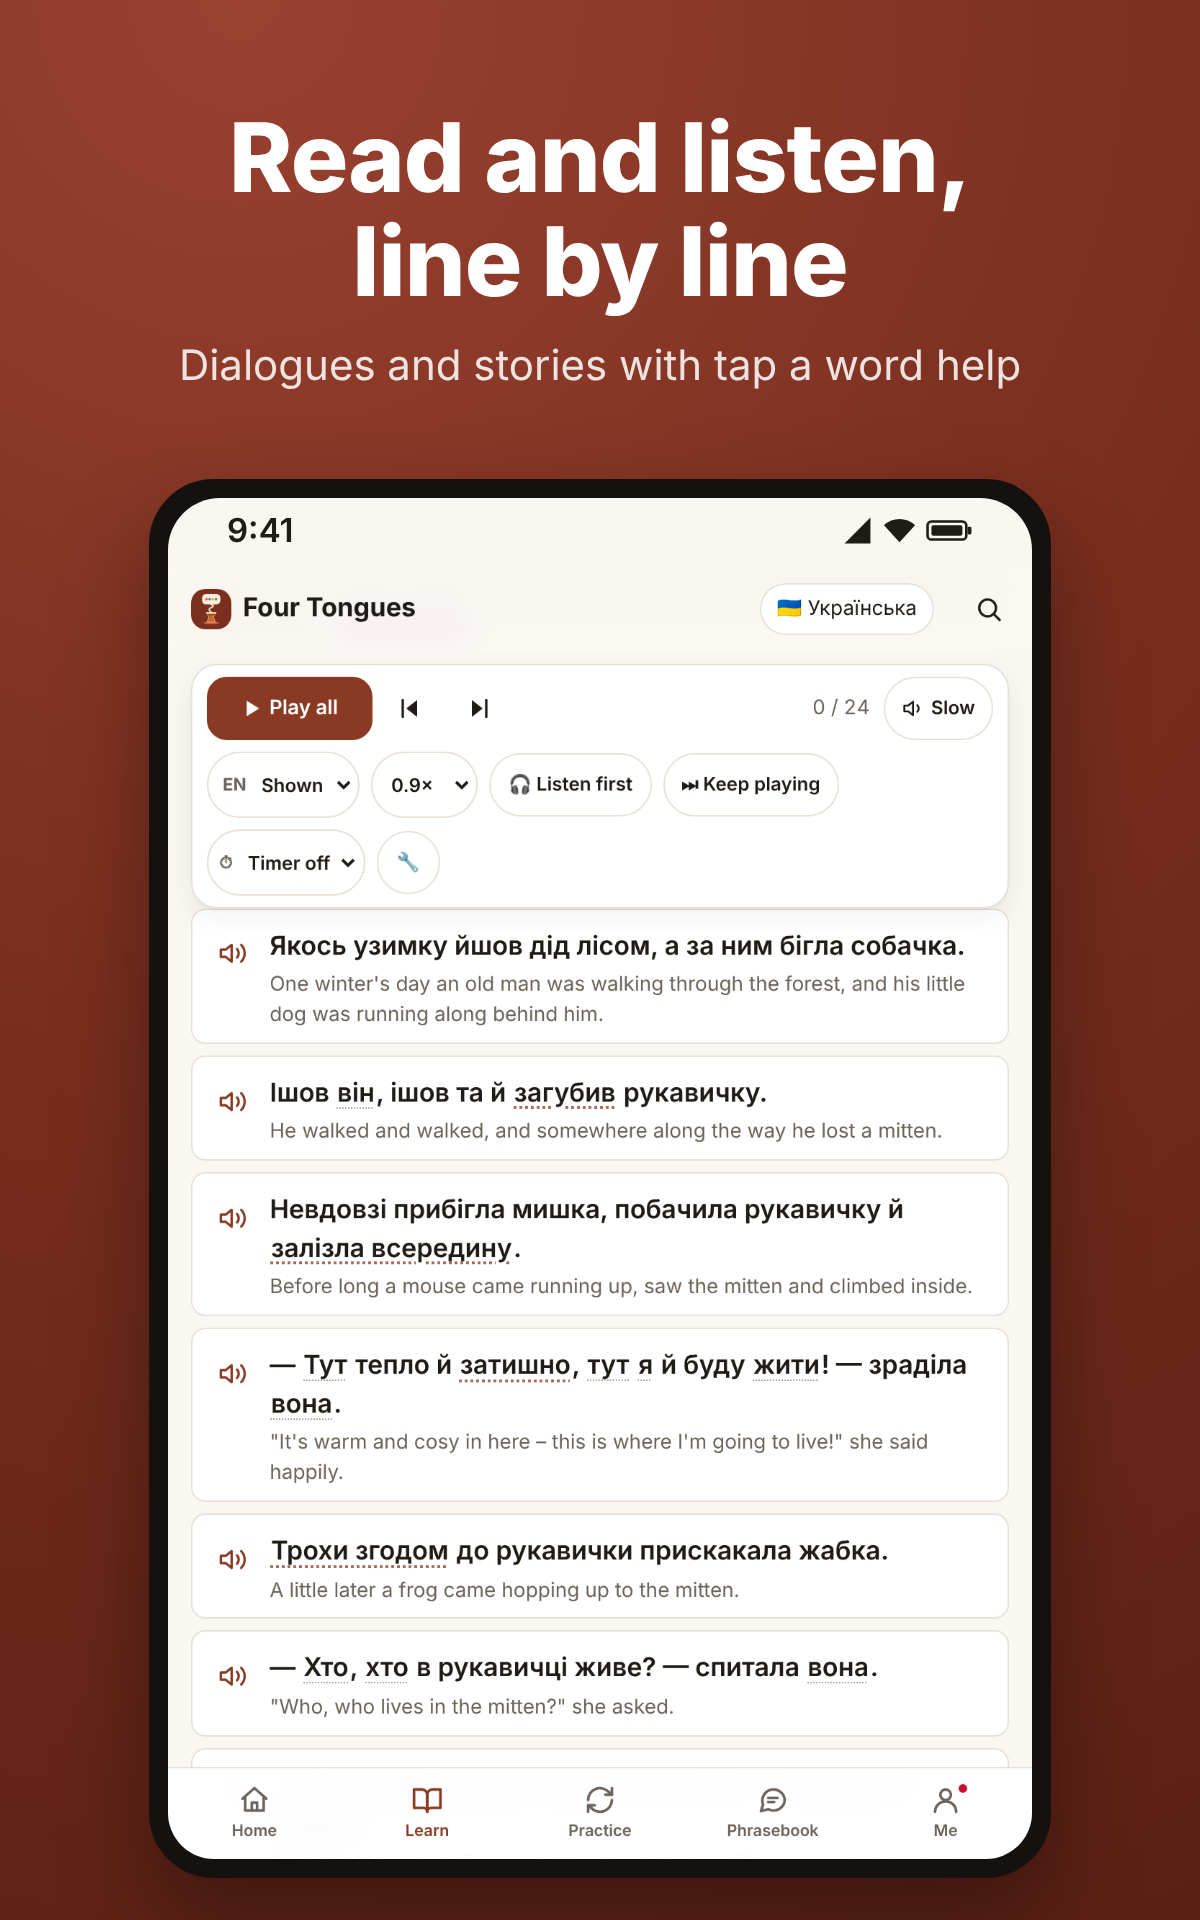 Read and listen,
line by line
Dialogues and stories with tap a word help
9:41
Four Tongues
Українська
Play all
0 / 24
Slow
EN Shown
0.9×
Listen first
Keep playing
Timer off
Якось узимку йшов дід лісом, а за ним бігла собачка.
One winter's day an old man was walking through the forest, and his little
dog was running along behind him.
Ішов він, ішов та й загубив рукавичку.
He walked and walked, and somewhere along the way he lost a mitten.
Невдовзі прибігла мишка, побачила рукавичку й
залізла всередину.
Before long a mouse came running up, saw the mitten and climbed inside.
— Тут тепло й затишно, тут я й буду жити! — зраділа
вона.
"It's warm and cosy in here – this is where I'm going to live!" she said
happily.
Трохи згодом до рукавички прискакала жабка.
A little later a frog came hopping up to the mitten.
— Хто, хто в рукавичці живе? — спитала вона.
"Who, who lives in the mitten?" she asked.
Home
Learn
Practice
Phrasebook
Me